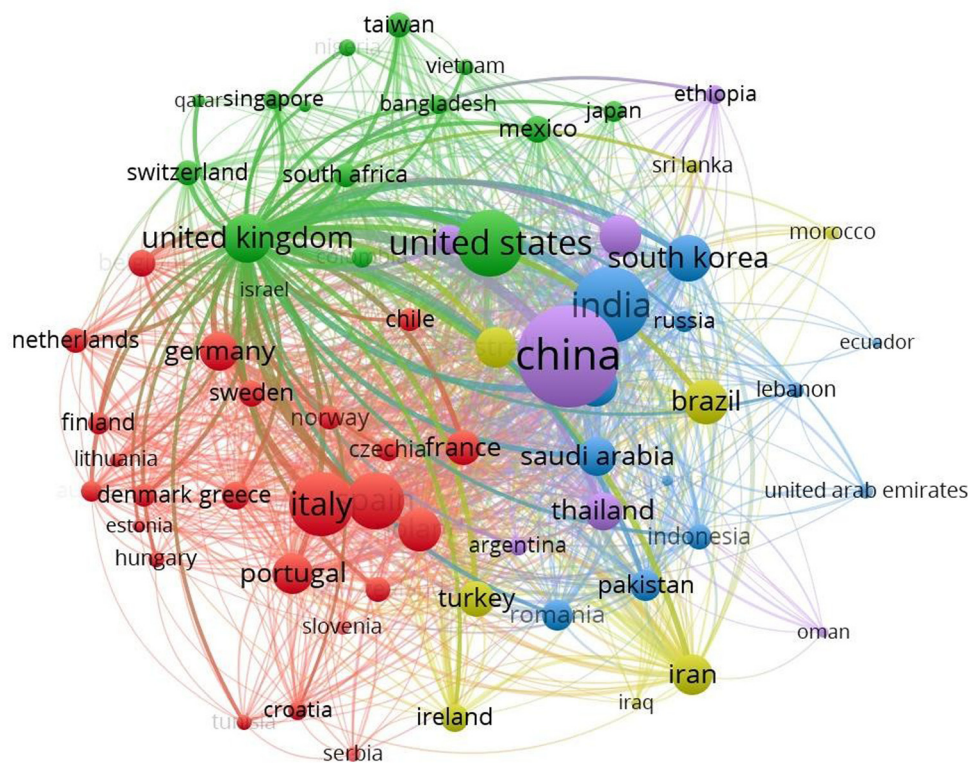 taiwan
nigeria
vietnam
qatar
singapore
bangladesh
japan
ethiopia
mexico
switzerland
south africa
sri lanka
united kingdom
united states
morocco
south korea
israel
india
chile
russia
netherlands
germany
china
ecuador
sweden
brazil
lebanon
finland
norway
czechia
france
lithuania
saudi arabia
denmark
greece
italy
spain
united arab emirates
thailand
estonia
argentina
indonesia
hungary
portugal
turkey
pakistan
romania
slovenia
oman
iran
iraq
croatia
ireland
tunisia
serbia